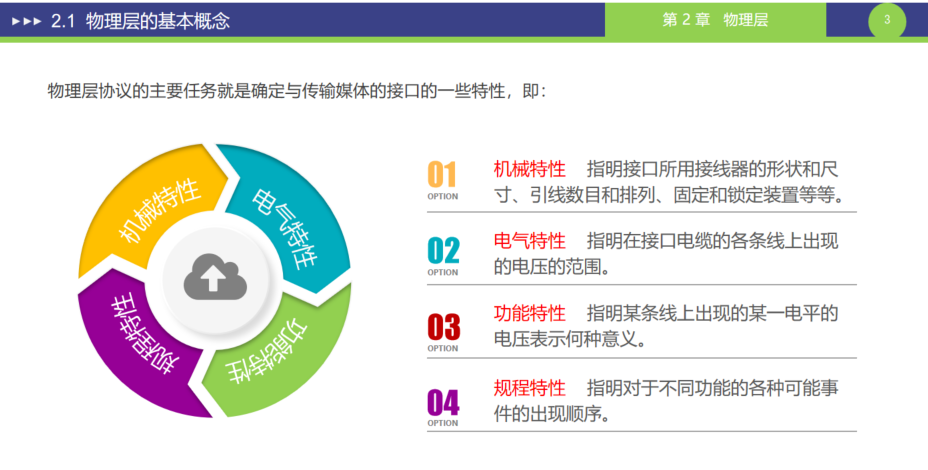 ▸▸▸ 2.1 物理层的基本概念
第 2 章 物理层
3
物理层协议的主要任务就是确定与传输媒体的接口的一些特性，即：
机械特性
电气特性
规程特性
功能特性
01
OPTION
机械特性 指明接口所用接线器的形状和尺
寸、引线数目和排列、固定和锁定装置等等。
02
OPTION
电气特性 指明在接口电缆的各条线上出现
的电压的范围。
03
OPTION
功能特性 指明某条线上出现的某一电平的
电压表示何种意义。
04
OPTION
规程特性 指明对于不同功能的各种可能事
件的出现顺序。